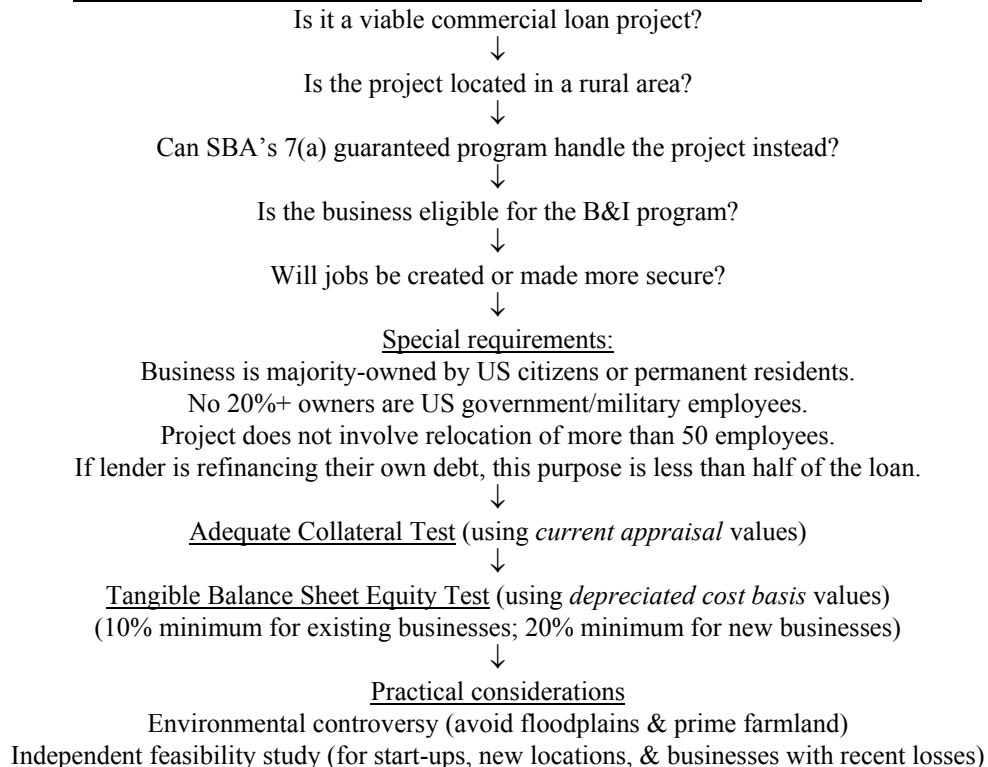 Is it a viable commercial loan project?
↓
Is the project located in a rural area?
↓
Can SBA’s 7(a) guaranteed program handle the project instead?
↓
Is the business eligible for the B&I program?
↓
Will jobs be created or made more secure?
↓
Special requirements:
Business is majority-owned by US citizens or permanent residents.
No 20%+ owners are US government/military employees.
Project does not involve relocation of more than 50 employees.
If lender is refinancing their own debt, this purpose is less than half of the loan.
↓
Adequate Collateral Test (using current appraisal values)
↓
Tangible Balance Sheet Equity Test (using depreciated cost basis values)
(10% minimum for existing businesses; 20% minimum for new businesses)
↓
Practical considerations
Environmental controversy (avoid floodplains & prime farmland)
Independent feasibility study (for start-ups, new locations, & businesses with recent losses)